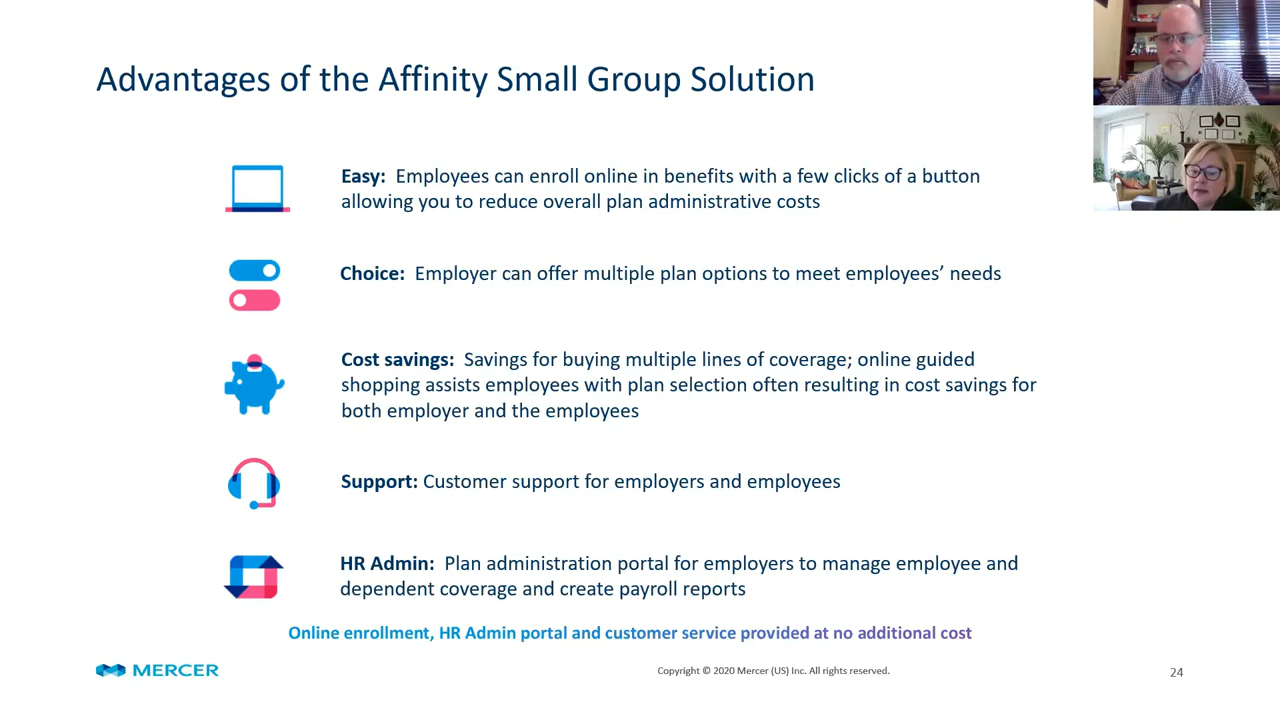 Advantages of the Affinity Small Group Solution
Easy: Employees can enroll online in benefits with a few clicks of a button
allowing you to reduce overall plan administrative costs
Choice: Employer can offer multiple plan options to meet employees’ needs
Cost savings: Savings for buying multiple lines of coverage; online guided
shopping assists employees with plan selection often resulting in cost savings for
both employer and the employees
Support: Customer support for employers and employees
HR Admin: Plan administration portal for employers to manage employee and
dependent coverage and create payroll reports
Online enrollment, HR Admin portal and customer service provided at no additional cost
MERCER
Copyright © 2020 Mercer (US) Inc. All rights reserved.
24